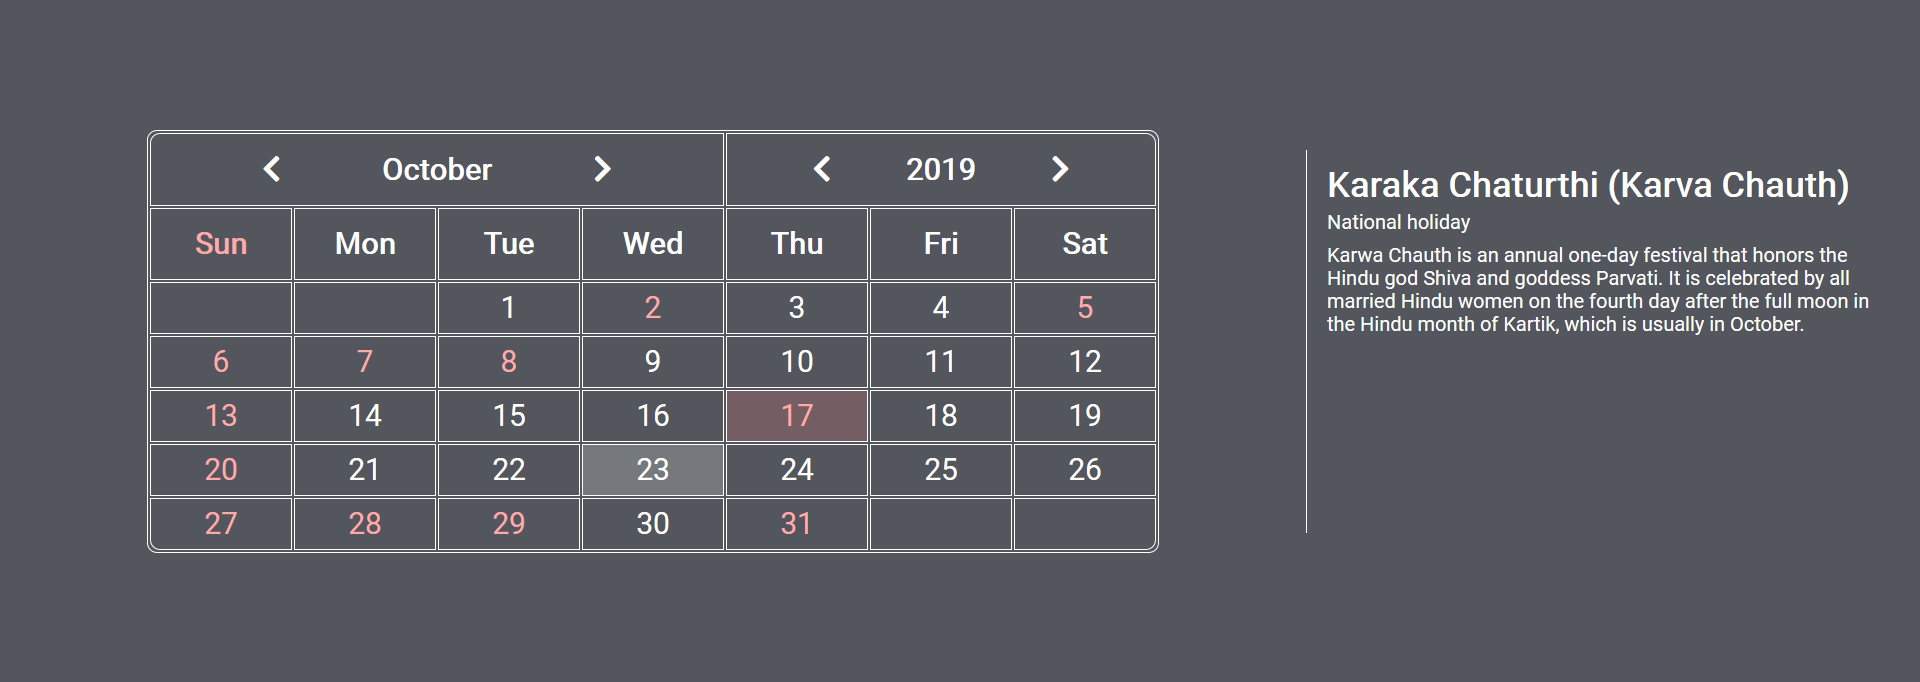 October 2019
Sun Mon Tue Wed Thu Fri Sat
1 2 3 4 5
6 7 8 9 10 11 12
13 14 15 16 17 18 19
20 21 22 23 24 25 26
27 28 29 30 31
Karaka Chaturthi (Karva Chauth)
National holiday
Karwa Chauth is an annual one-day festival that honors the
Hindu god Shiva and goddess Parvati. It is celebrated by all
married Hindu women on the fourth day after the full moon in
the Hindu month of Kartik, which is usually in October.